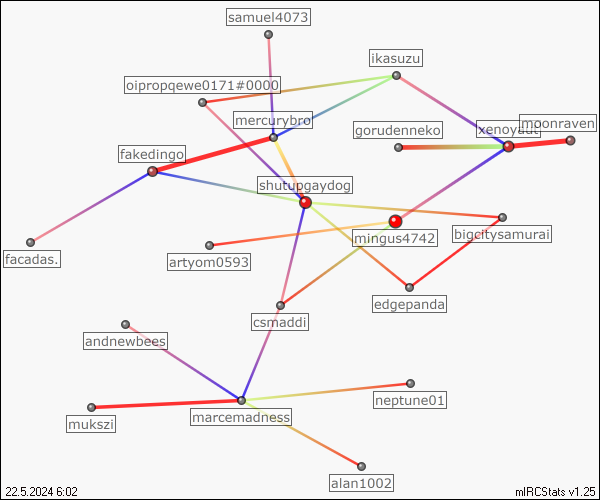 samuel4073
ikasuzu
oipropqewe0171#0000
mercurybro
moonraven
gorudenneko
fakedingo
shutupgaydog
bigcitysamurai
mingus4742
facadas.
artyom0593
edgepanda
csmaddi
andnewbees
neptune01
mukszi
marcemadness
alan1002
22.5.2024 6:02
mIRCStats v1.25